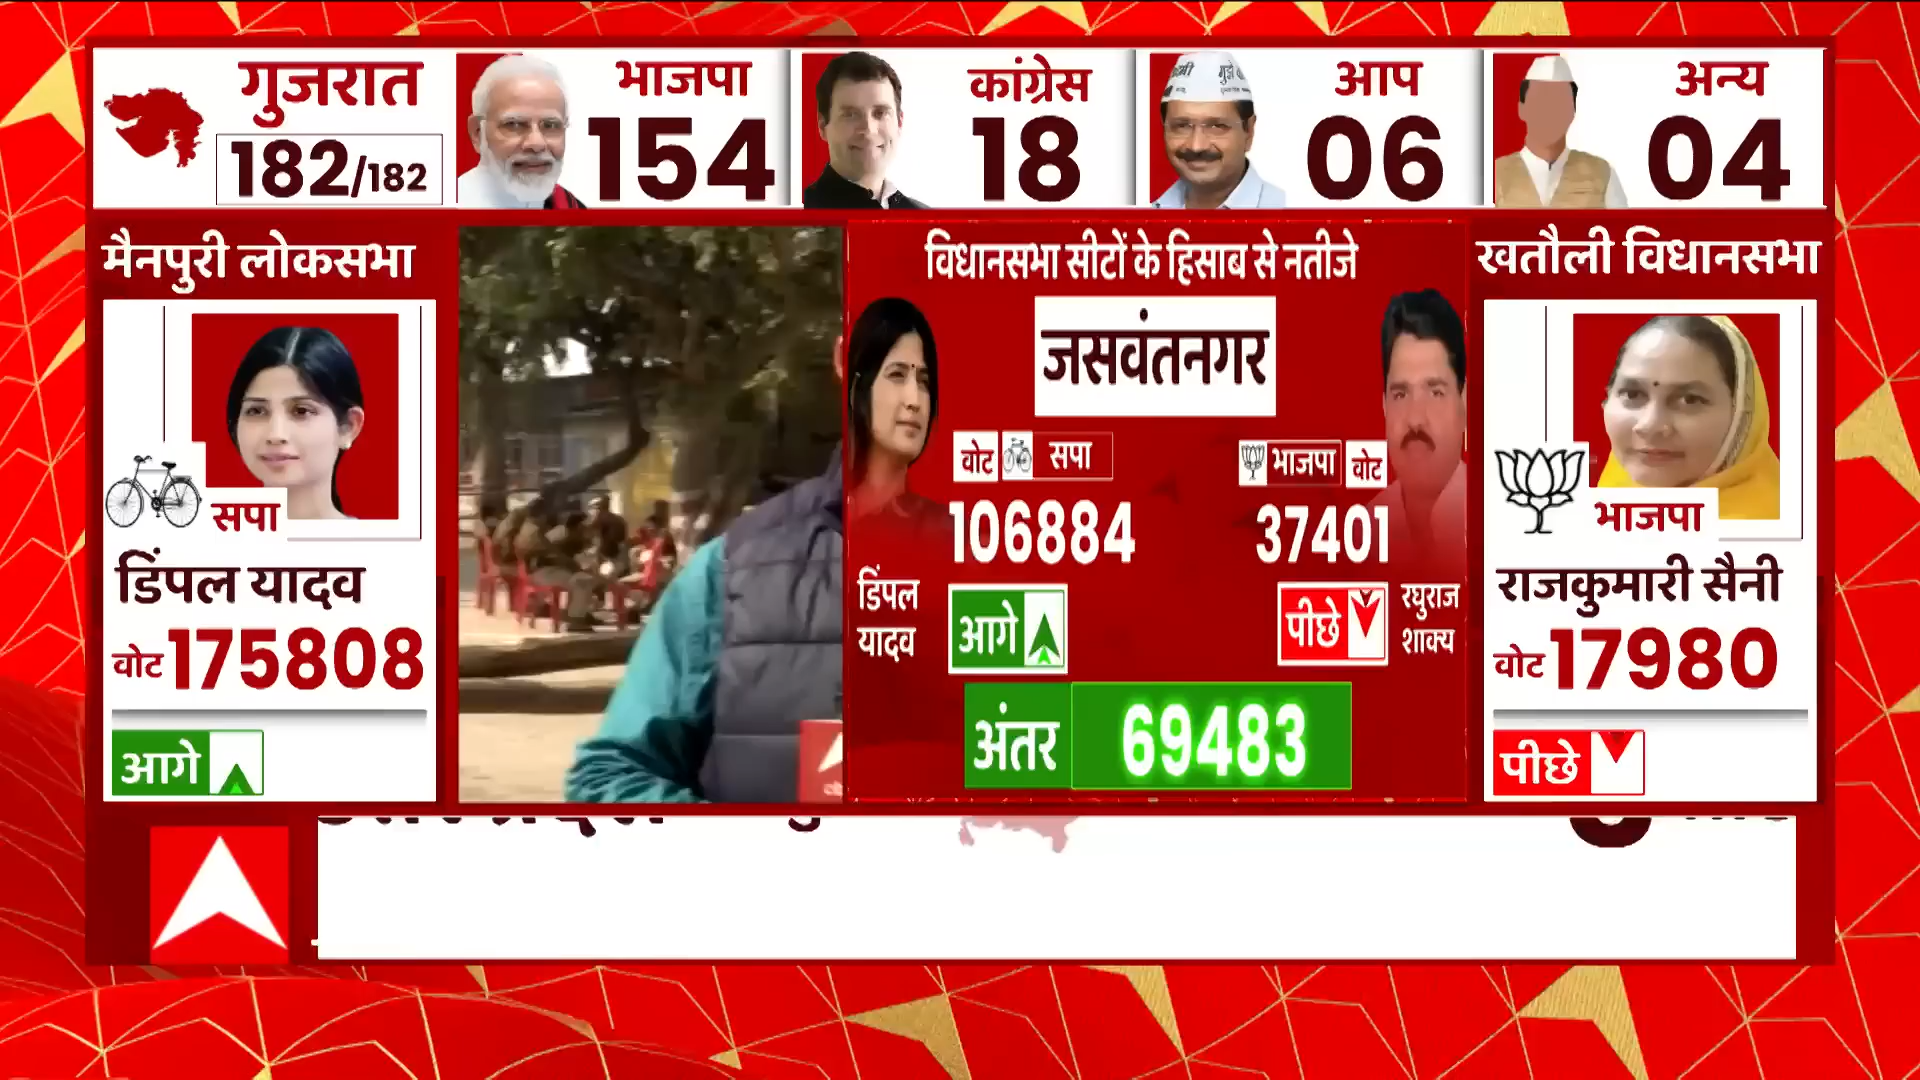 गुजरात
182/182
भाजपा
154
कांग्रेस
18
आप
06
अन्य
04
मैनपुरी लोकसभा
सपा
डिंपल यादव
वोट 175808
आगे
विधानसभा सीटों के हिसाब से नतीजे
जसवंतनगर
वोट सपा
106884
डिंपल
यादव
आगे
भाजपा वोट
37401
पीछे
रघुराज
शाक्य
अंतर 69483
खतौली विधानसभा
भाजपा
राजकुमारी सैनी
वोट 17980
पीछे